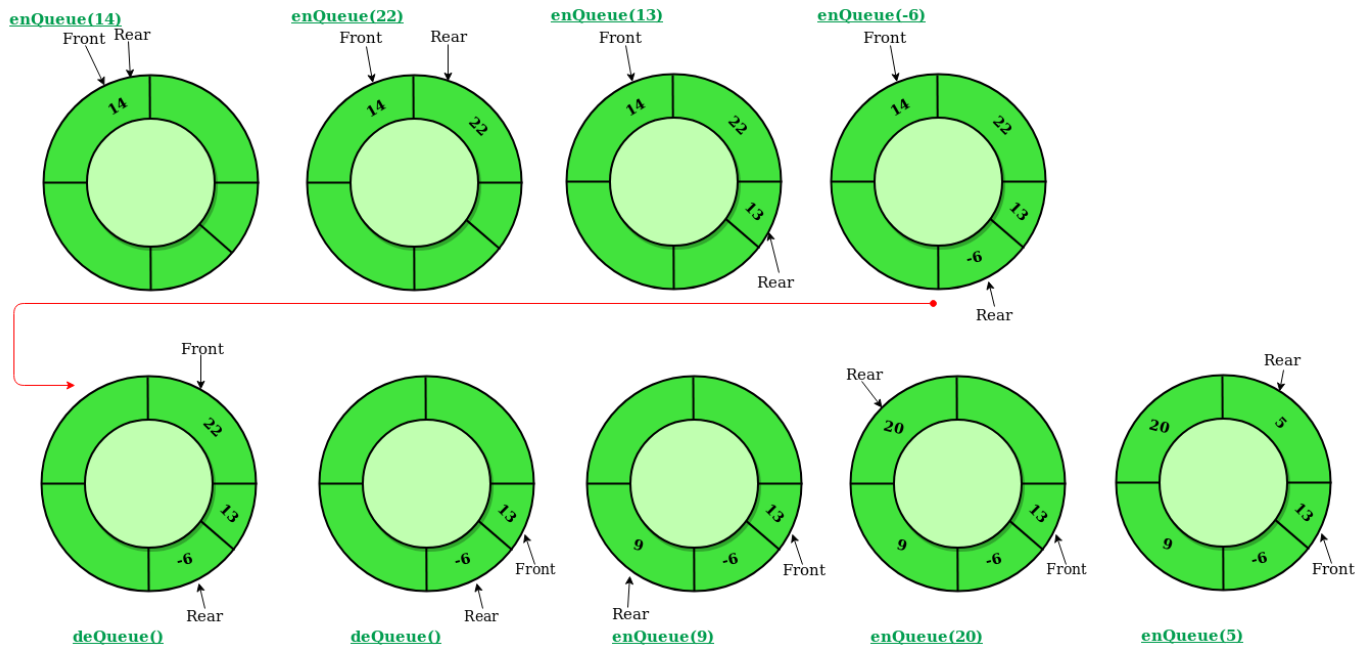 enQueue(14)
Front
Rear
14
enQueue(22)
Front
Rear
14
22
enQueue(13)
Front
14
22
13
Rear
enQueue(-6)
Front
14
22
13
-6
Rear
Front
22
13
-6
Rear
deQueue()
13
-6
Front
Rear
deQueue()
13
9
-6
Front
Rear
enQueue(9)
Rear
20
13
9
-6
Front
enQueue(20)
Rear
20
5
13
9
-6
Front
enQueue(5)